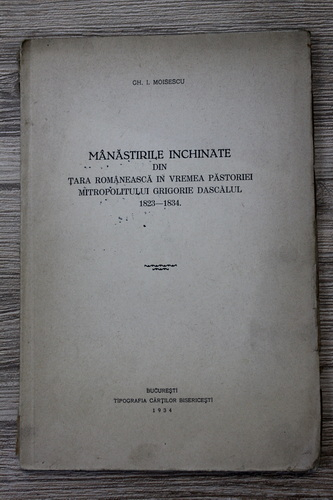 GH. I. MOISESCU
MÂNĂSTIRILE INCHINATE
DIN
ȚARA ROMÂNEASCĂ IN VREMEA PĂSTORIEI
MITROPOLITULUI GRIGORIE DASCĂLUL
1823—1834.
BUCUREȘTI
TIPOGRAFIA CĂRȚILOR BISERICEȘTI
1934